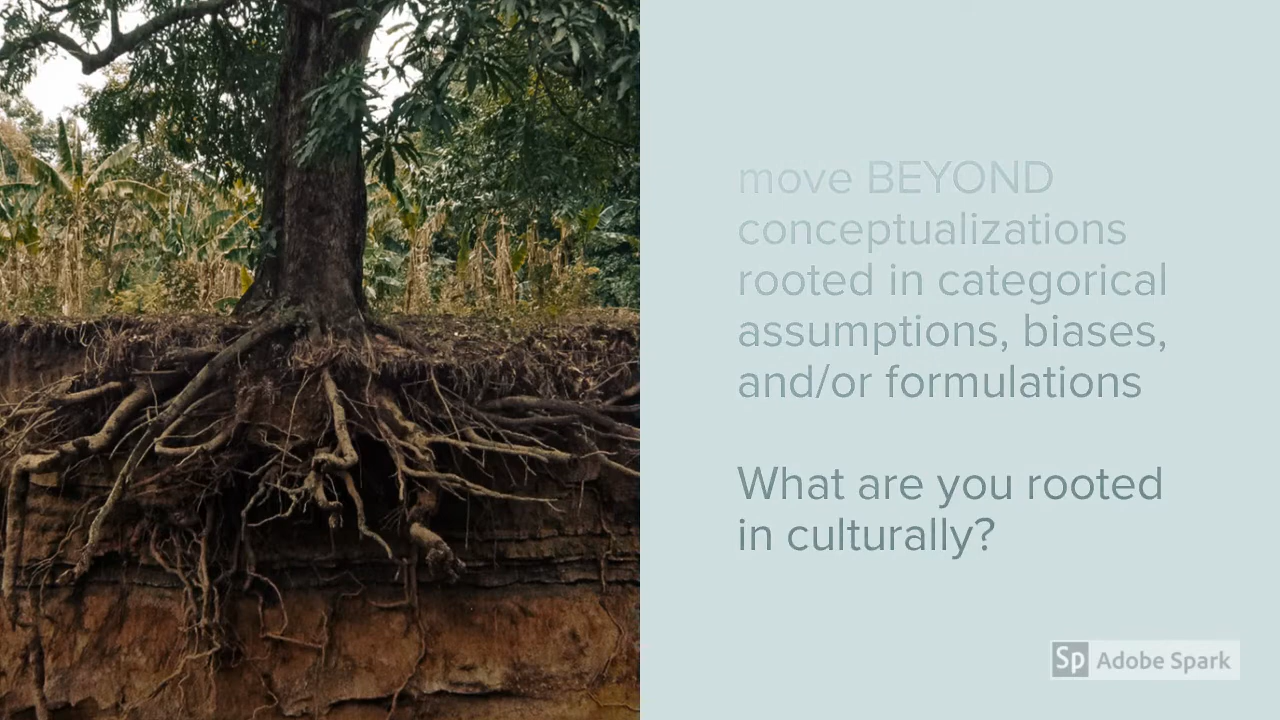 move BEYOND
conceptualizations
rooted in categorical
assumptions, biases,
and/or formulations
What are you rooted
in culturally?
Sp Adobe Spark